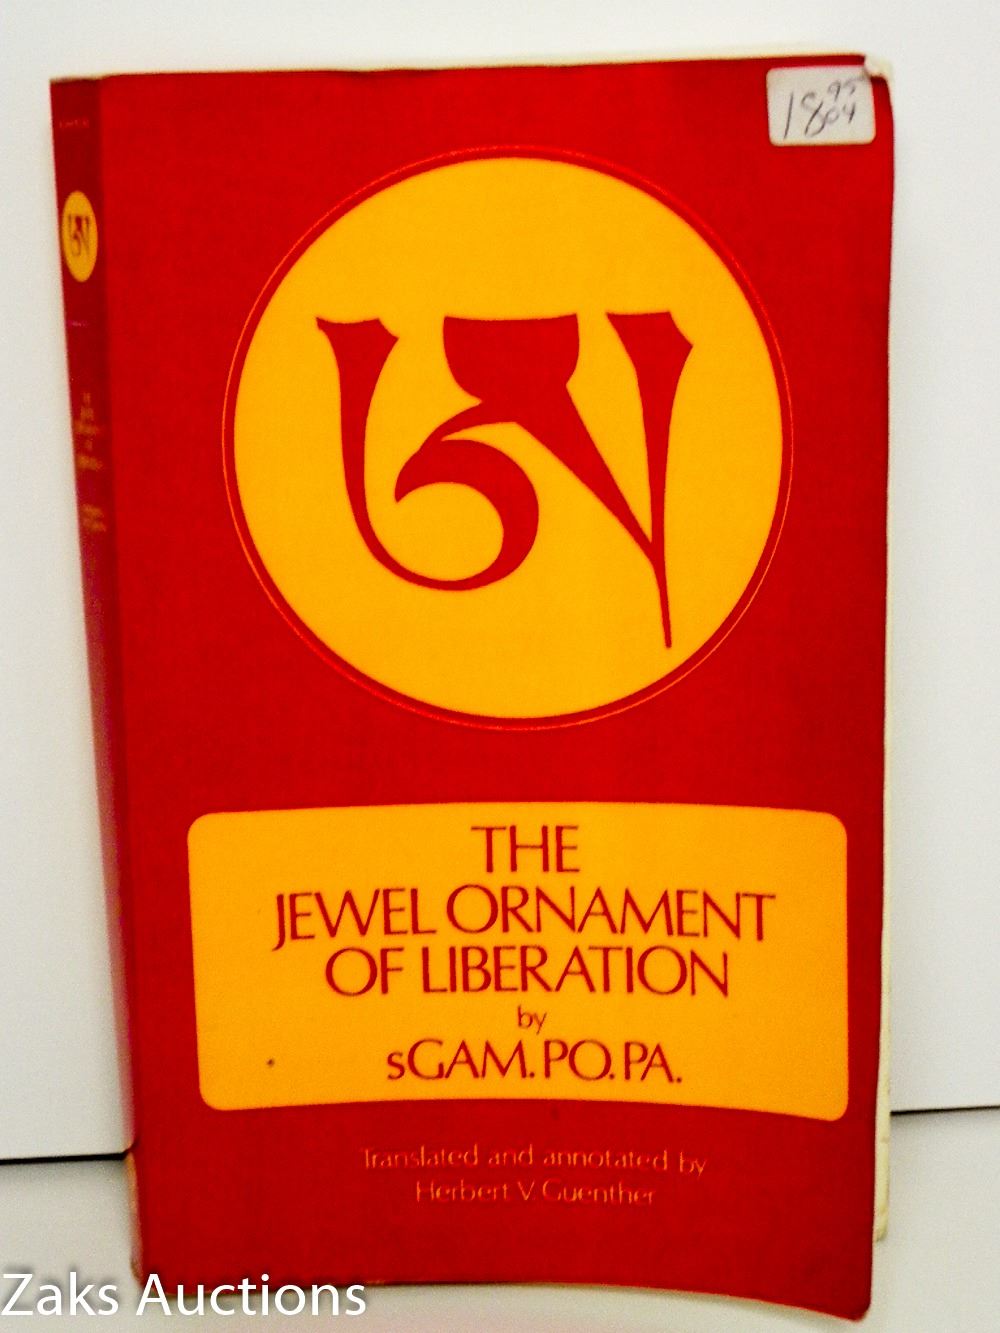 18 95
04
ཨ
THE
JEWEL ORNAMENT
OF LIBERATION
by
sGAM.PO.PA.
Translated and annotated by
Herbert V. Guenther
Zaks Auctions